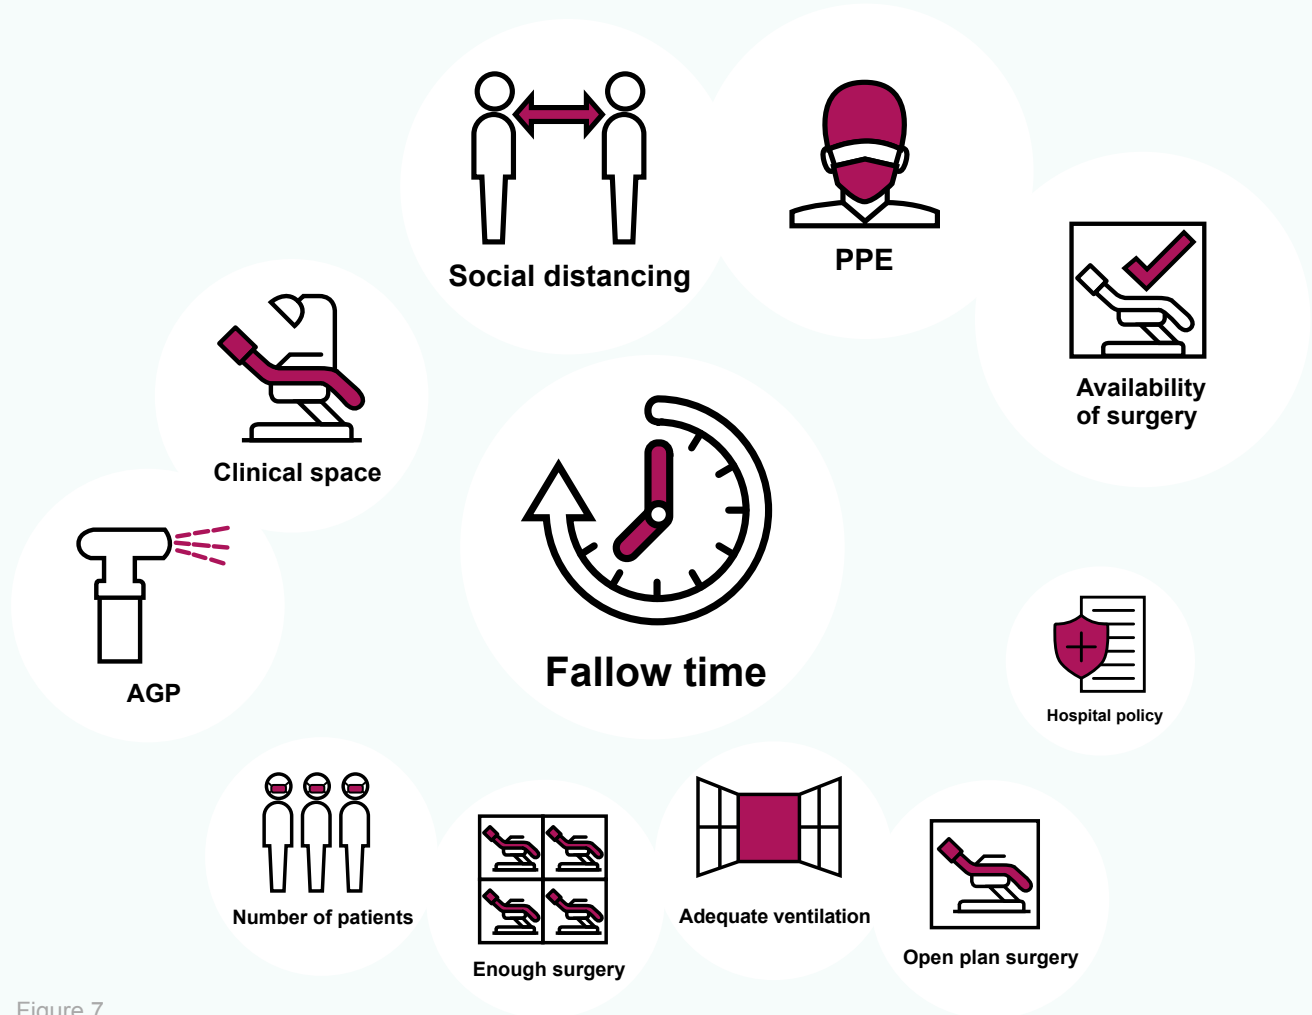 Social distancing
PPE
Availability
of surgery
Clinical space
Fallow time
AGP
Hospital policy
Number of patients
Adequate ventilation
Enough surgery
Open plan surgery
Figure 7